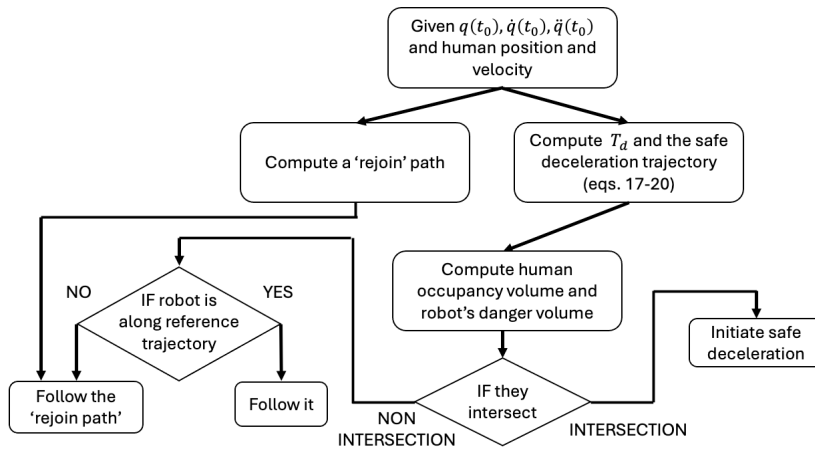 Given q(t₀), q̇(t₀), q̈(t₀)
and human position and
velocity
Compute a 'rejoin' path
Compute T_d and the safe
deceleration trajectory
(eqs. 17-20)
Compute human
occupancy volume and
robot's danger volume
NO
IF robot is
along reference
trajectory
YES
Initiate safe
deceleration
Follow the
'rejoin path'
Follow it
IF they
intersect
NON
INTERSECTION
INTERSECTION